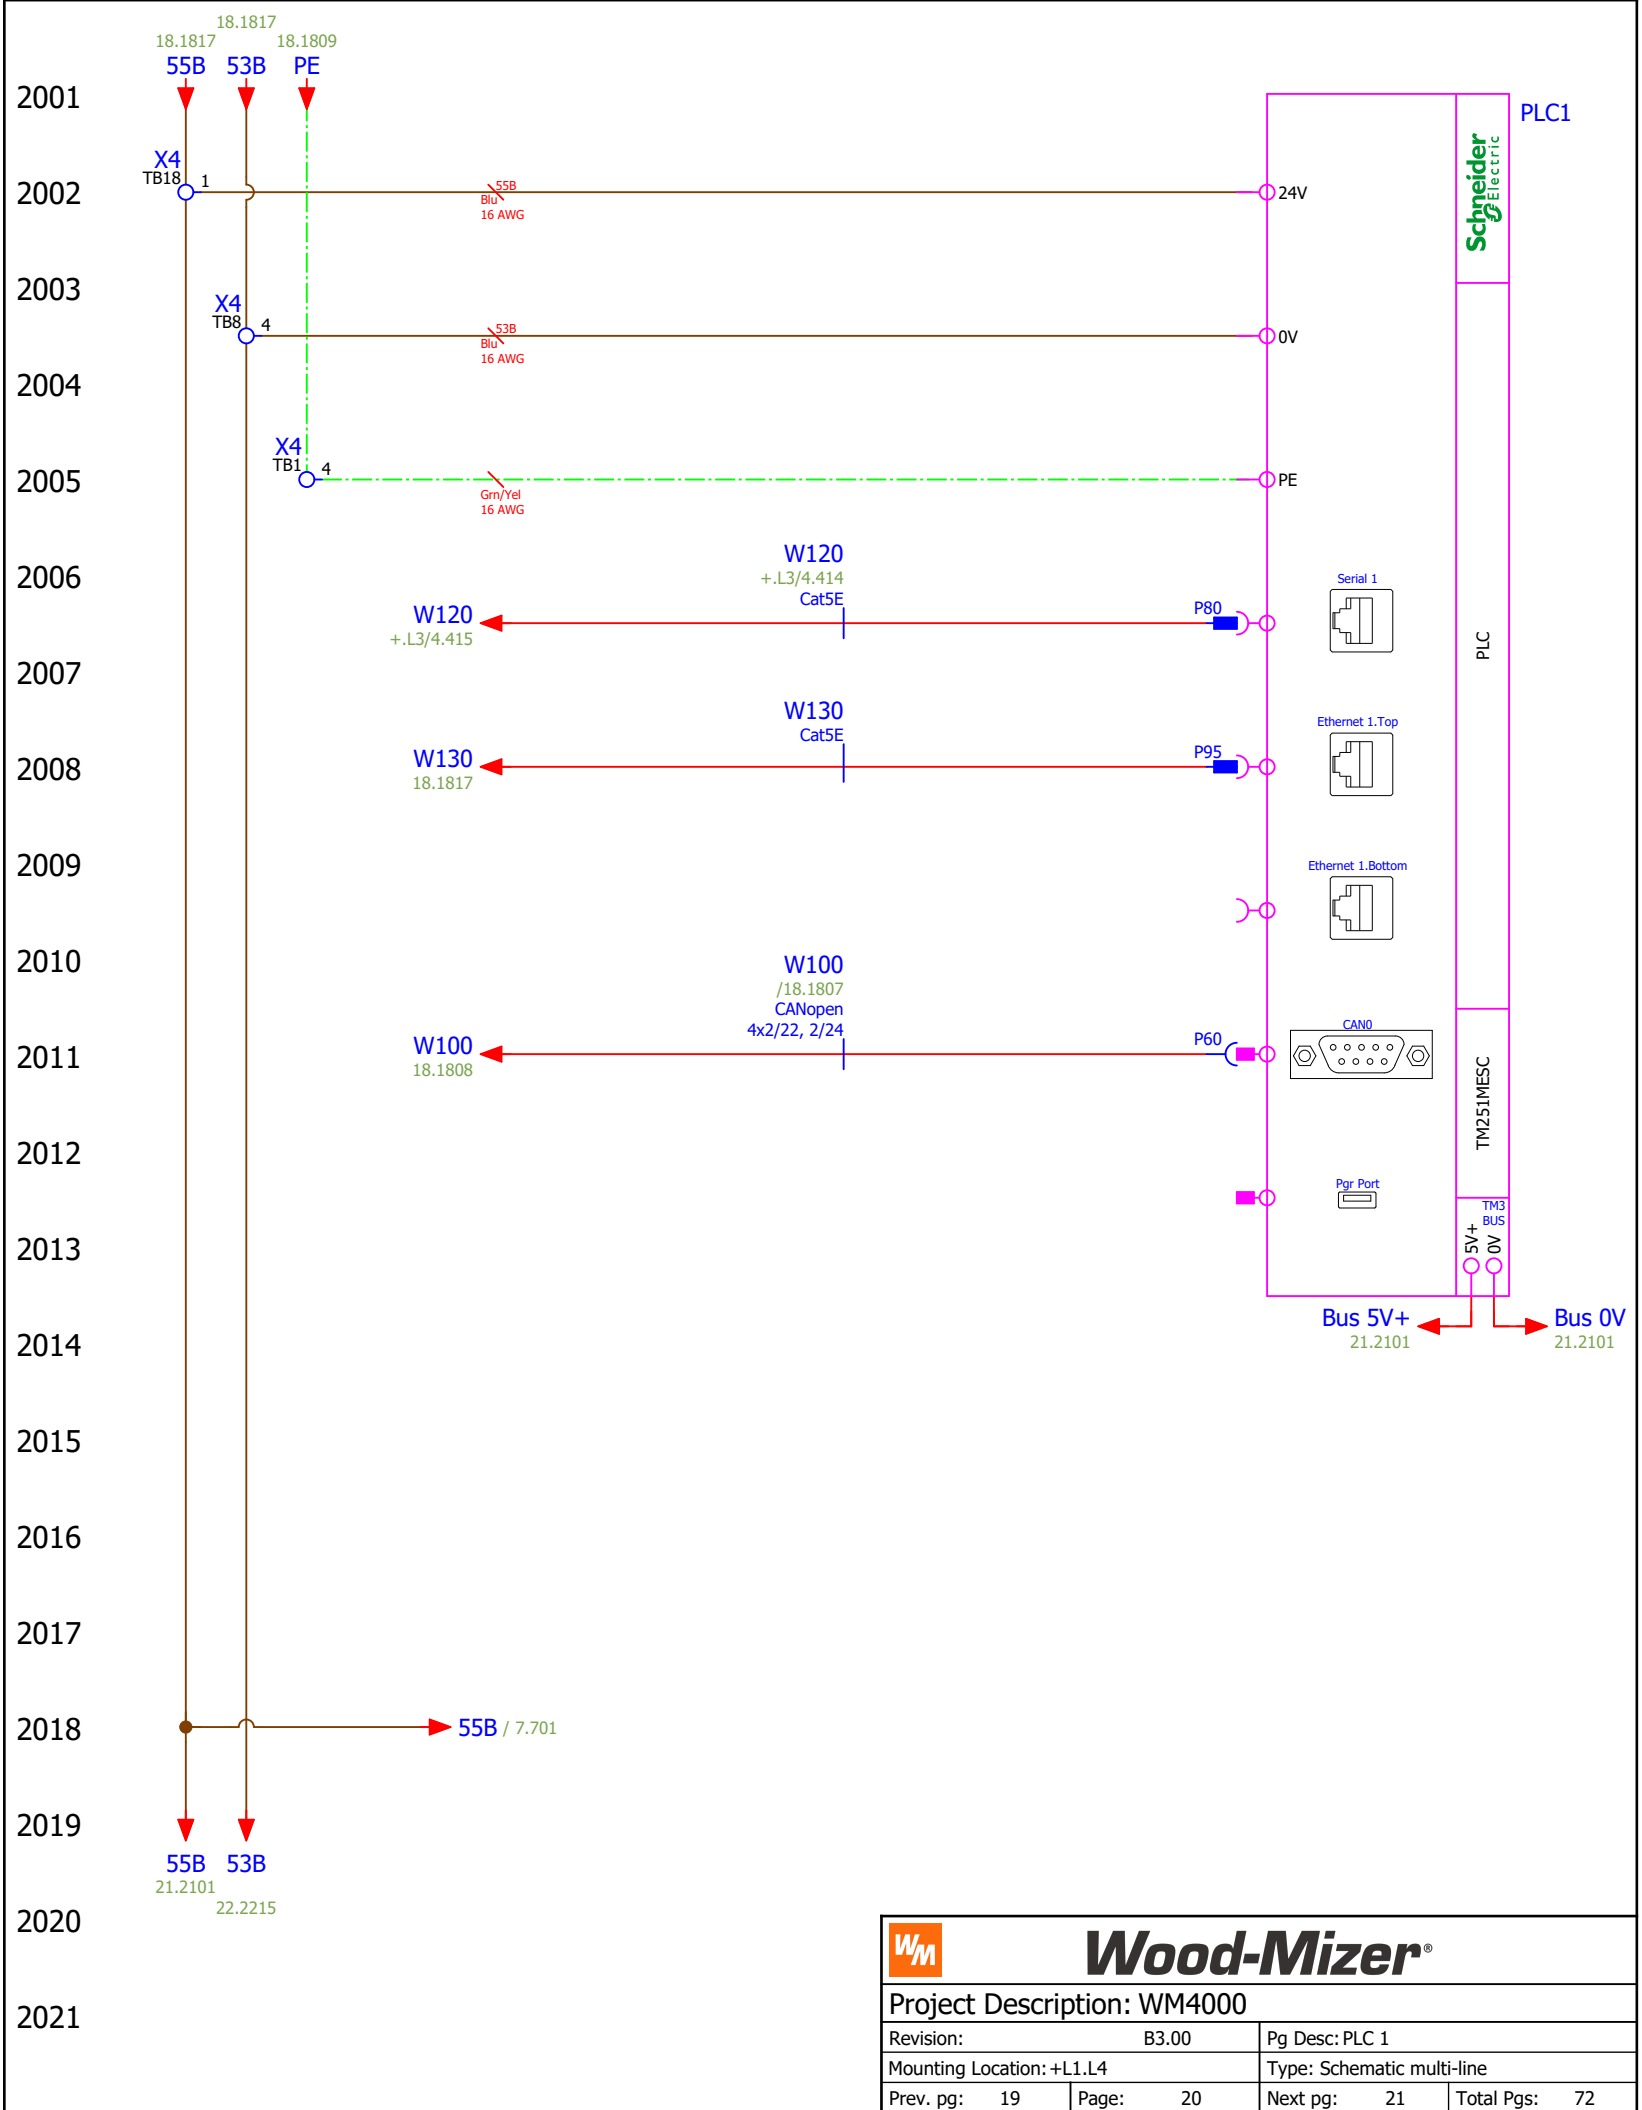 18.1817
18.1817
18.1809
55B
53B
PE
2001
PLC1
Schneider
Electric
X4
TB18
1
2002
55B
Blu
16 AWG
24V
2003
X4
TB8
4
53B
Blu
16 AWG
0V
2004
X4
TB1
4
2005
Grn/Yel
16 AWG
PE
W120
+.L3/4.414
Cat5E
2006
Serial 1
W120
+.L3/4.415
P80
PLC
2007
W130
Cat5E
Ethernet 1.Top
2008
W130
18.1817
P95
2009
Ethernet 1.Bottom
2010
W100
/18.1807
CANopen
4x2/22, 2/24
CAN0
2011
W100
18.1808
P60
TM251MESC
2012
Pgr Port
TM3
BUS
2013
5V+
0V
Bus 5V+
21.2101
Bus 0V
21.2101
2014
2015
2016
2017
2018
55B / 7.701
2019
55B
53B
21.2101
22.2215
2020
2021
WM
Wood-Mizer®
Project Description: WM4000
Revision: B3.00
Pg Desc: PLC 1
Mounting Location: +L1.L4
Type: Schematic multi-line
Prev. pg: 19
Page: 20
Next pg: 21
Total Pgs: 72